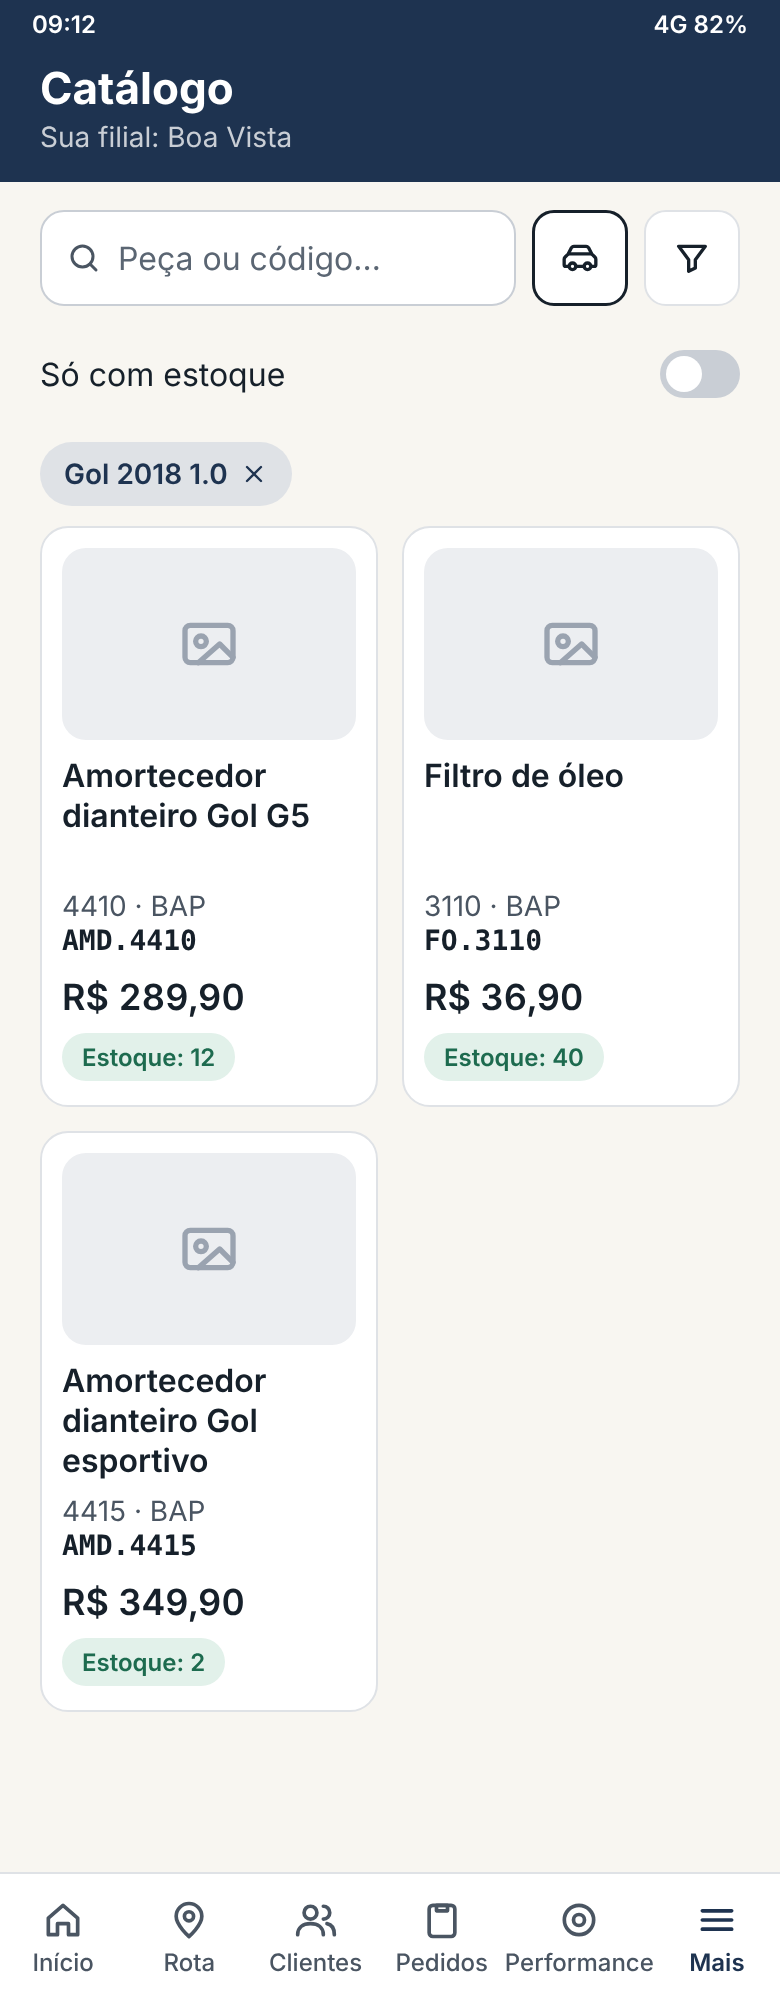 09:12
4G 82%
Catálogo
Sua filial: Boa Vista
Peça ou código...
Só com estoque
Gol 2018 1.0
Amortecedor
dianteiro Gol G5
4410 · BAP
AMD.4410
R$ 289,90
Estoque: 12
Filtro de óleo
3110 · BAP
FO.3110
R$ 36,90
Estoque: 40
Amortecedor
dianteiro Gol
esportivo
4415 · BAP
AMD.4415
R$ 349,90
Estoque: 2
Início
Rota
Clientes
Pedidos
Performance
Mais